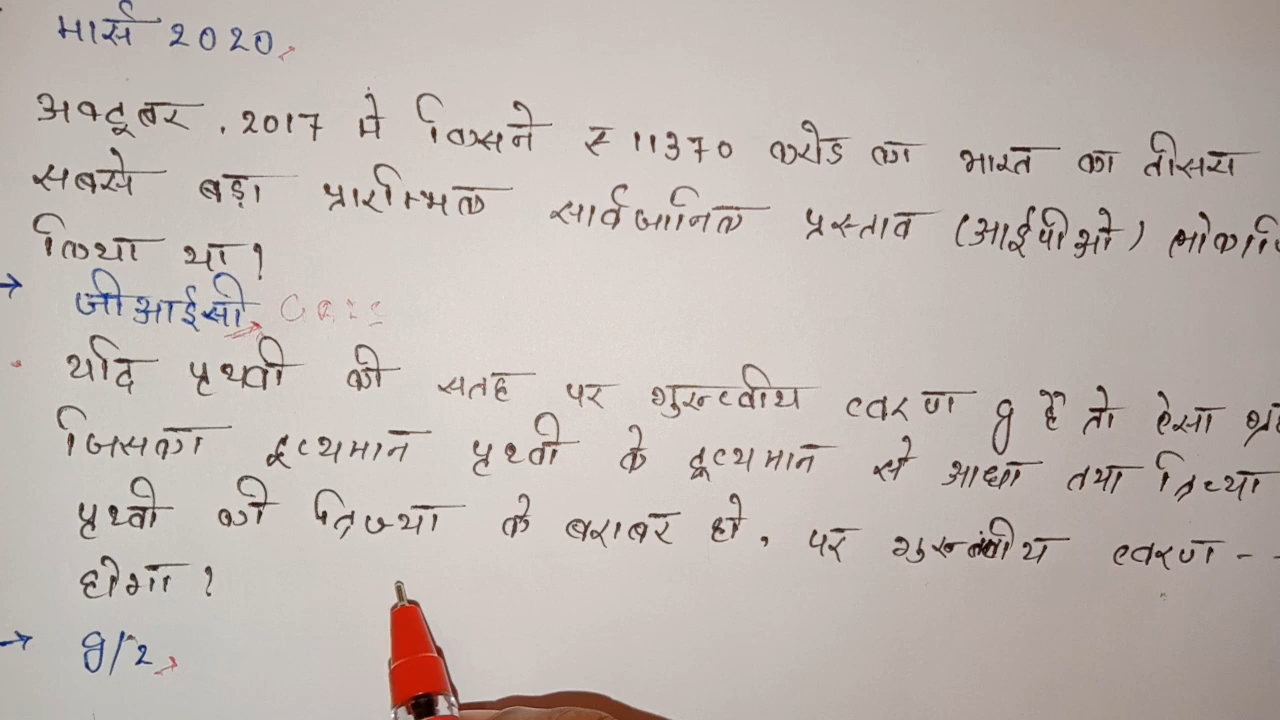 मार्च 2020
अक्टूबर, 2017 में किसने ₹ 11370 करोड का भारत का तीसरा
सबसे बड़ा प्रारम्भिक सार्वजानिक प्रस्ताव (आईपीओ)
किया था?
→ जीआईसी
यदि पृथ्वी की सतह पर गुरुत्वीय त्वरण g हैं तो ऐसा
जिसका द्रव्यमान पृथ्वी के द्रव्यमान से आधा तथा त्रिज्या
पृथ्वी की त्रिज्या के बराबर हो, पर गुरुत्वीय त्वरण - -
होगा?
→ g/2